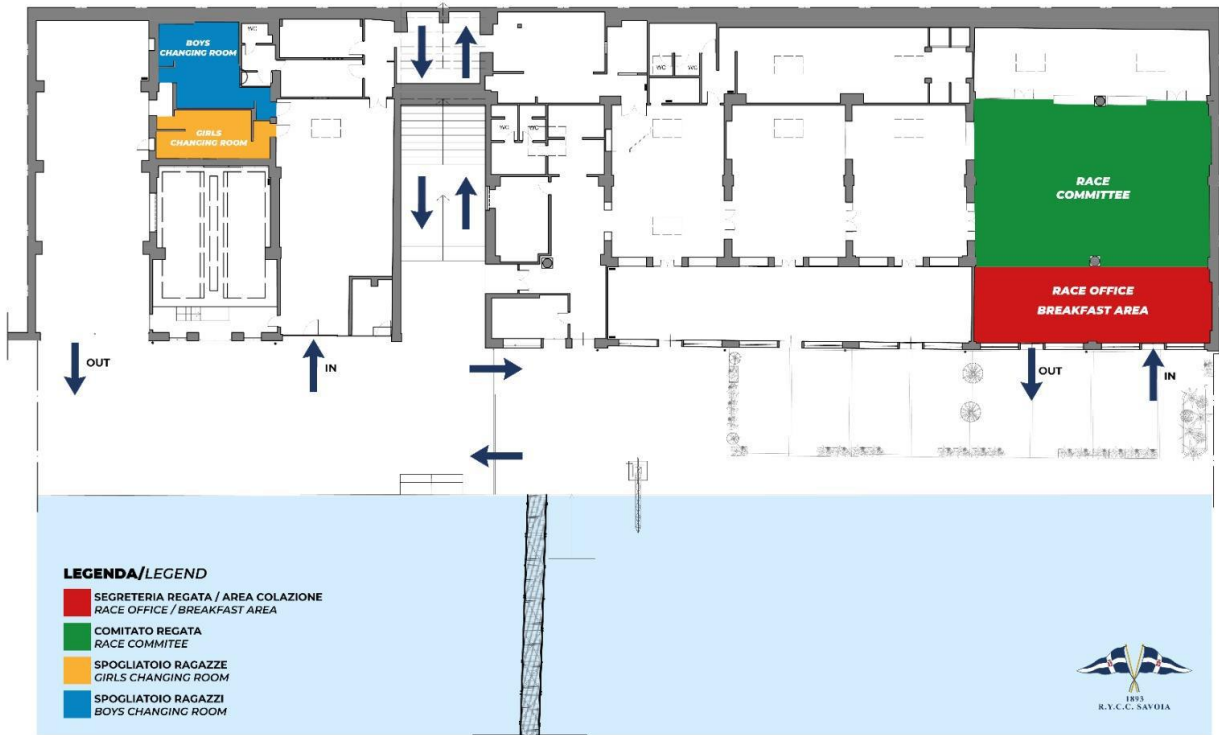 BOYS
CHANGING ROOM
WC
GIRLS
CHANGING ROOM
WC
WC
WC
WC
RACE
COMMITTEE
RACE OFFICE
BREAKFAST AREA
OUT
IN
OUT
IN
LEGENDA/LEGEND
SEGRETERIA REGATA / AREA COLAZIONE
RACE OFFICE / BREAKFAST AREA
COMITATO REGATA
RACE COMMITEE
SPOGLIATOIO RAGAZZE
GIRLS CHANGING ROOM
SPOGLIATOIO RAGAZZI
BOYS CHANGING ROOM
1893
R.Y.C.C. SAVOIA